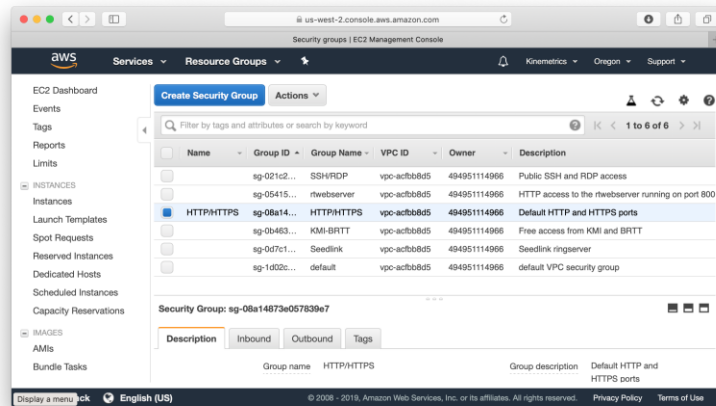 us-west-2.console.aws.amazon.com
Security groups | EC2 Management Console
aws Services Resource Groups Kinemetrics Oregon Support
EC2 Dashboard
Events
Tags
Reports
Limits
INSTANCES
Instances
Launch Templates
Spot Requests
Reserved Instances
Dedicated Hosts
Scheduled Instances
Capacity Reservations
IMAGES
AMIs
Bundle Tasks
Create Security Group Actions
Filter by tags and attributes or search by keyword 1 to 6 of 6
Name Group ID Group Name VPC ID Owner Description
sg-021c2... SSH/RDP vpc-acfbb8d5 494951114966 Public SSH and RDP access
sg-05415... rtwebserver vpc-acfbb8d5 494951114966 HTTP access to the rtwebserver running on port 800
HTTP/HTTPS sg-08a14... HTTP/HTTPS vpc-acfbb8d5 494951114966 Default HTTP and HTTPS ports
sg-0b463... KMI-BRTT vpc-acfbb8d5 494951114966 Free access from KMI and BRTT
sg-0d7c1... Seedlink vpc-acfbb8d5 494951114966 Seedlink ringserver
sg-1d02c... default vpc-acfbb8d5 494951114966 default VPC security group
Security Group: sg-08a14873e057839e7
Description Inbound Outbound Tags
Group name HTTP/HTTPS Group description Default HTTP and
HTTPS ports
Display a menu ck English (US) © 2008 - 2019, Amazon Web Services, Inc. or its affiliates. All rights reserved. Privacy Policy Terms of Use